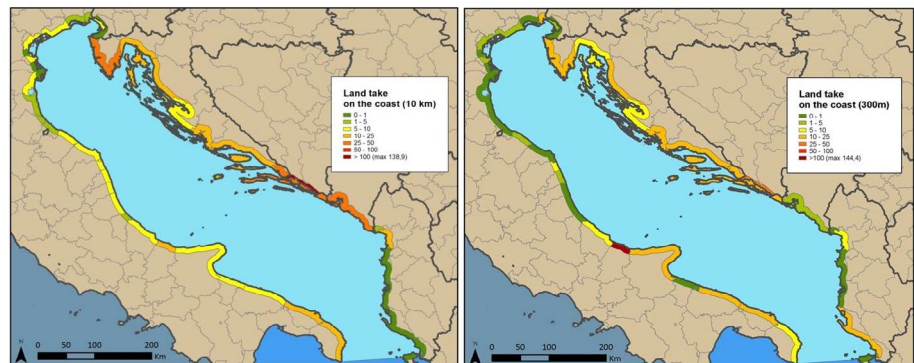 Land take
on the coast (10 km)
0 - 1
1 - 5
5 - 10
10 - 25
25 - 50
50 - 100
>100 (max 138,9)
N
0 50 100 200
Km
Land take
on the coast (300m)
0 - 1
1 - 5
5 - 10
10 - 25
25 - 50
50 - 100
>100 (max 144,4)
N
0 50 100 200
Km